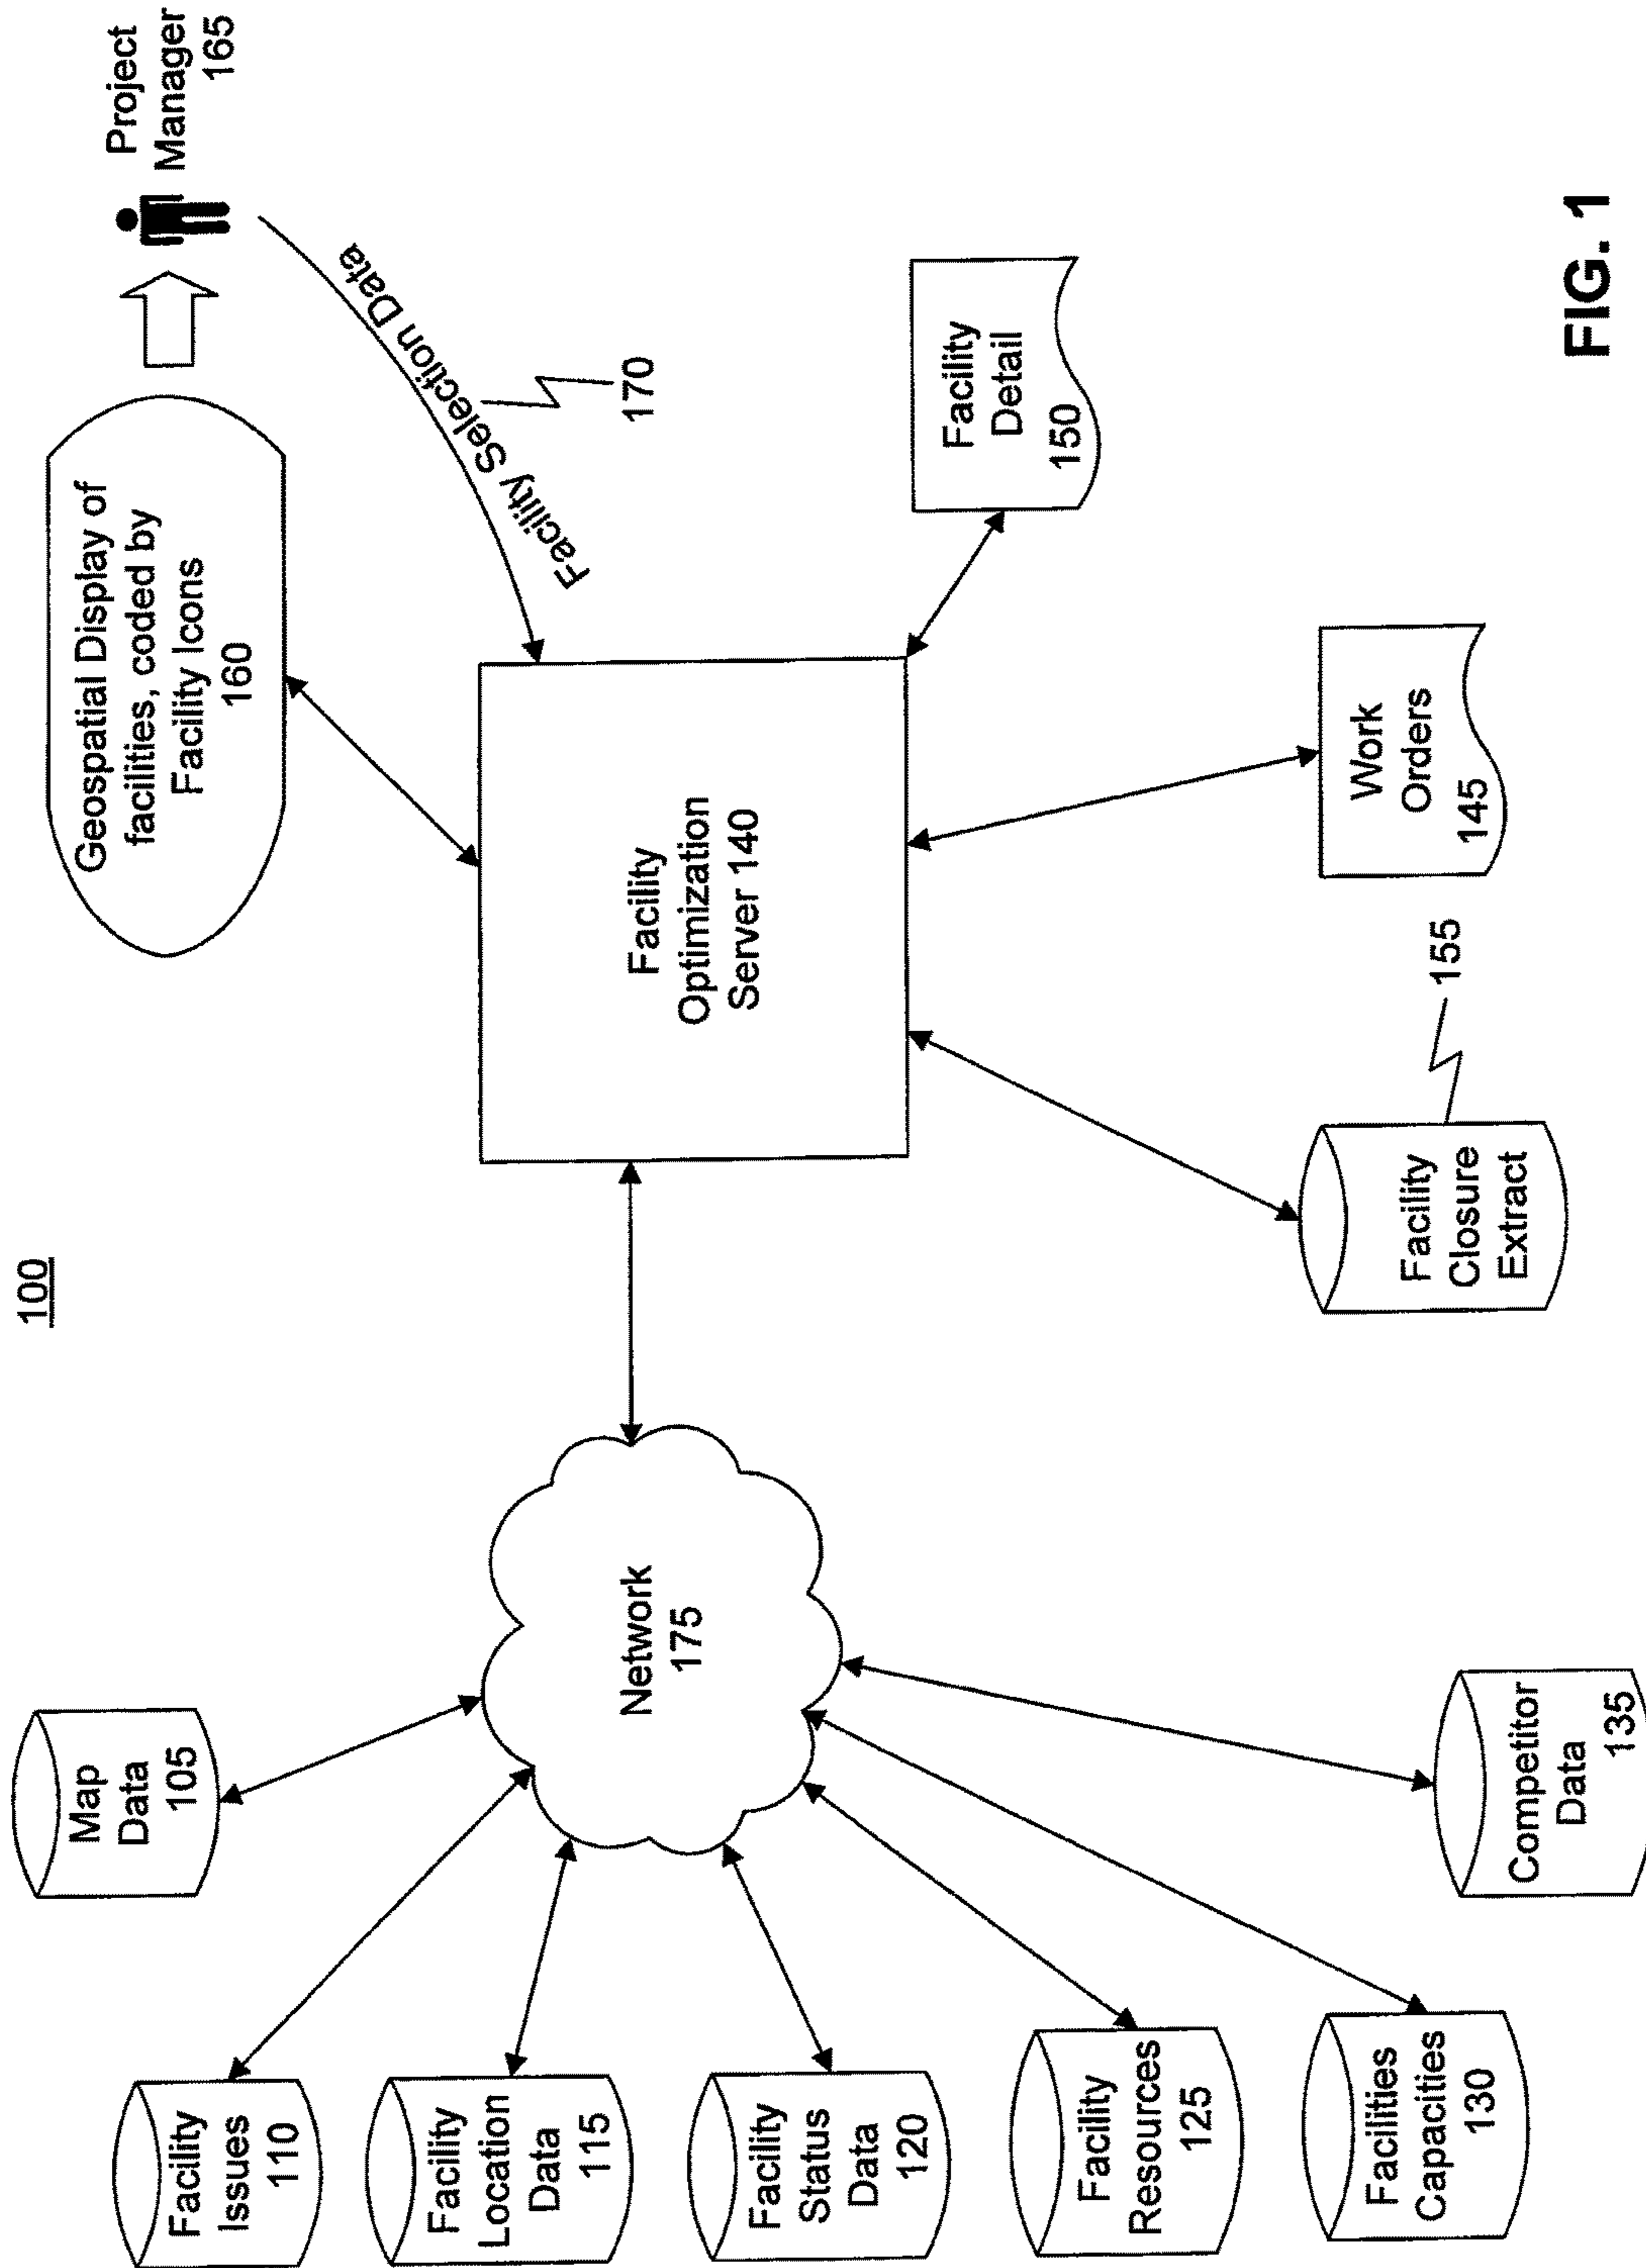 100
Map
Data
105
Facility
Issues
110
Facility
Location
Data
115
Facility
Status
Data
120
Facility
Resources
125
Facilities
Capacities
130
Competitor
Data
135
Network
175
Facility
Optimization
Server 140
Geospatial Display of
facilities, coded by
Facility Icons
160
Project
Manager
165
Facility Selection Data
170
Facility
Detail
150
Work
Orders
145
Facility
Closure
Extract
155
FIG. 1